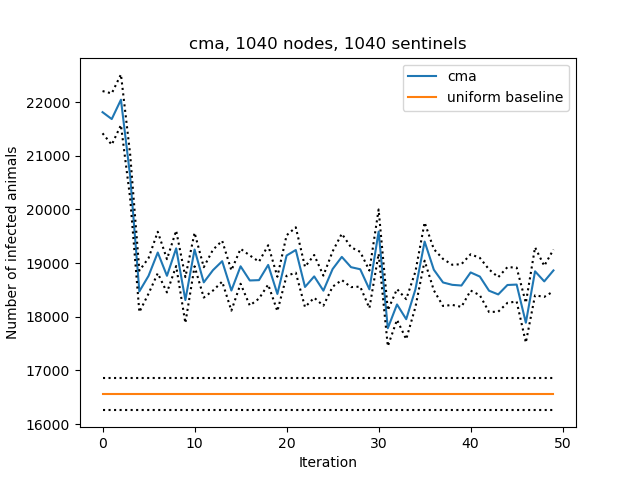 cma, 1040 nodes, 1040 sentinels
cma
uniform baseline
Number of infected animals
22000
21000
20000
19000
18000
17000
16000
0 10 20 30 40 50
Iteration